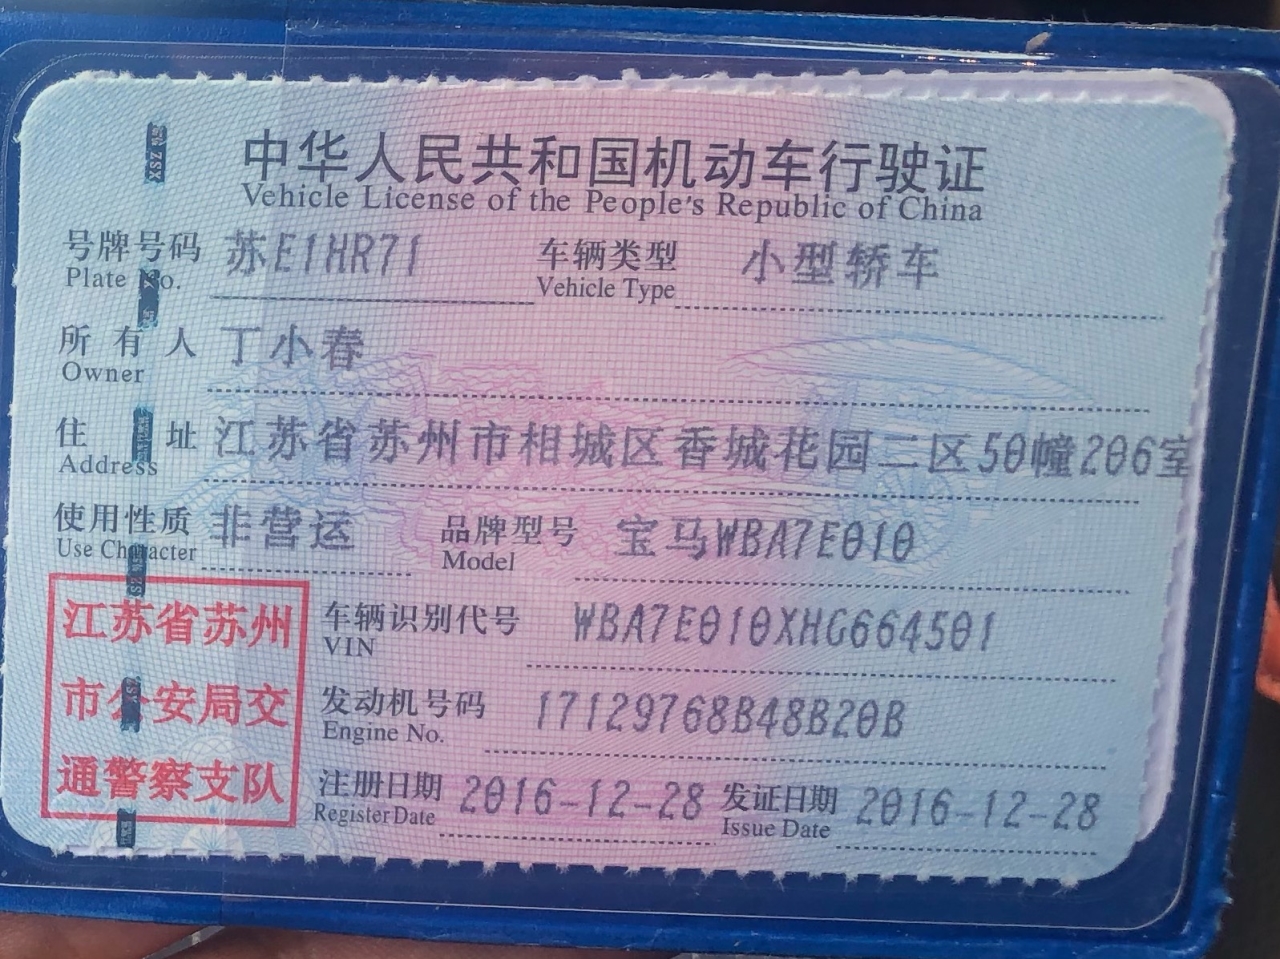 中华人民共和国机动车行驶证
Vehicle License of the People's Republic of China
号牌号码 苏E1HR71 车辆类型 小型轿车
Plate No. Vehicle Type
所有人 丁小春
Owner
住址 江苏省苏州市相城区香城花园二区50幢206室
Address
使用性质 非营运 品牌型号 宝马WBA7E010
Use Character Model
江苏省苏州
市公安局交
通警察支队
车辆识别代号 WBA7E010XHG664501
VIN
发动机号码 17129768B48B20B
Engine No.
注册日期 2016-12-28 发证日期 2016-12-28
Register Date Issue Date